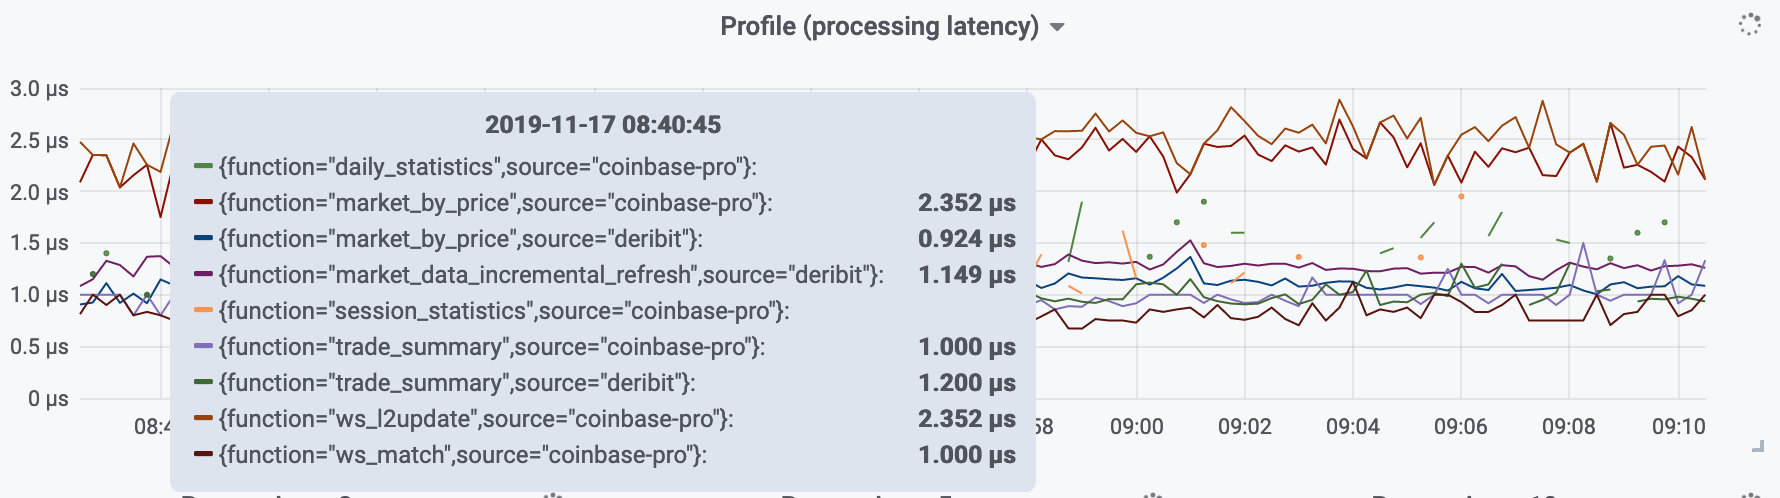 Profile (processing latency)
3.0 µs
2.5 µs
2.0 µs
1.5 µs
1.0 µs
0.5 µs
0 µs
2019-11-17 08:40:45
{function="daily_statistics",source="coinbase-pro"}:
{function="market_by_price",source="coinbase-pro"}: 2.352 µs
{function="market_by_price",source="deribit"}: 0.924 µs
{function="market_data_incremental_refresh",source="deribit"}: 1.149 µs
{function="session_statistics",source="coinbase-pro"}:
{function="trade_summary",source="coinbase-pro"}: 1.000 µs
{function="trade_summary",source="deribit"}: 1.200 µs
{function="ws_l2update",source="coinbase-pro"}: 2.352 µs
{function="ws_match",source="coinbase-pro"}: 1.000 µs
08:4 58 09:00 09:02 09:04 09:06 09:08 09:10